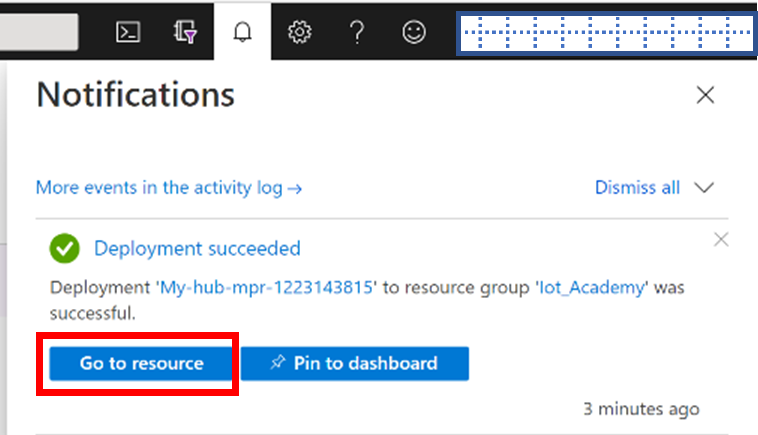 Notifications
More events in the activity log →
Dismiss all
Deployment succeeded
Deployment 'My-hub-mpr-1223143815' to resource group 'Iot_Academy' was
successful.
Go to resource
Pin to dashboard
3 minutes ago